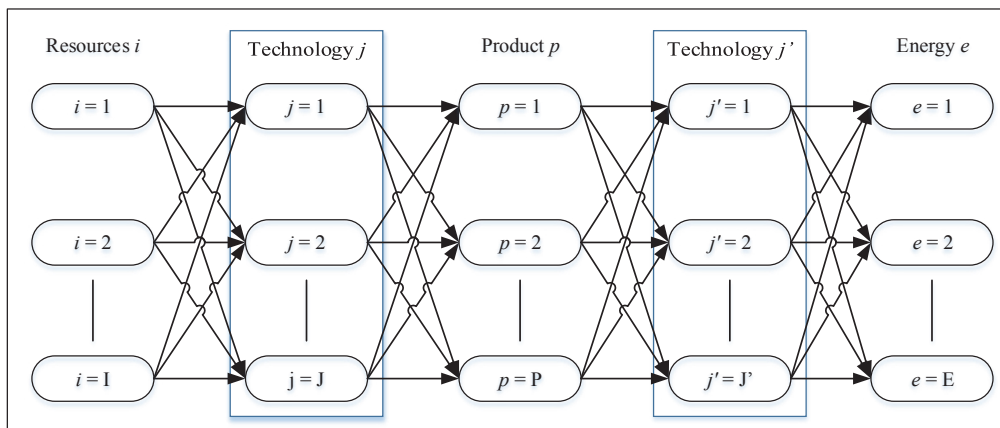 Resources i
Technology j
Product p
Technology j’
Energy e
i = 1
j = 1
p = 1
j′ = 1
e = 1
i = 2
j = 2
p = 2
j′ = 2
e = 2
i = I
j = J
p = P
j′ = J’
e = E